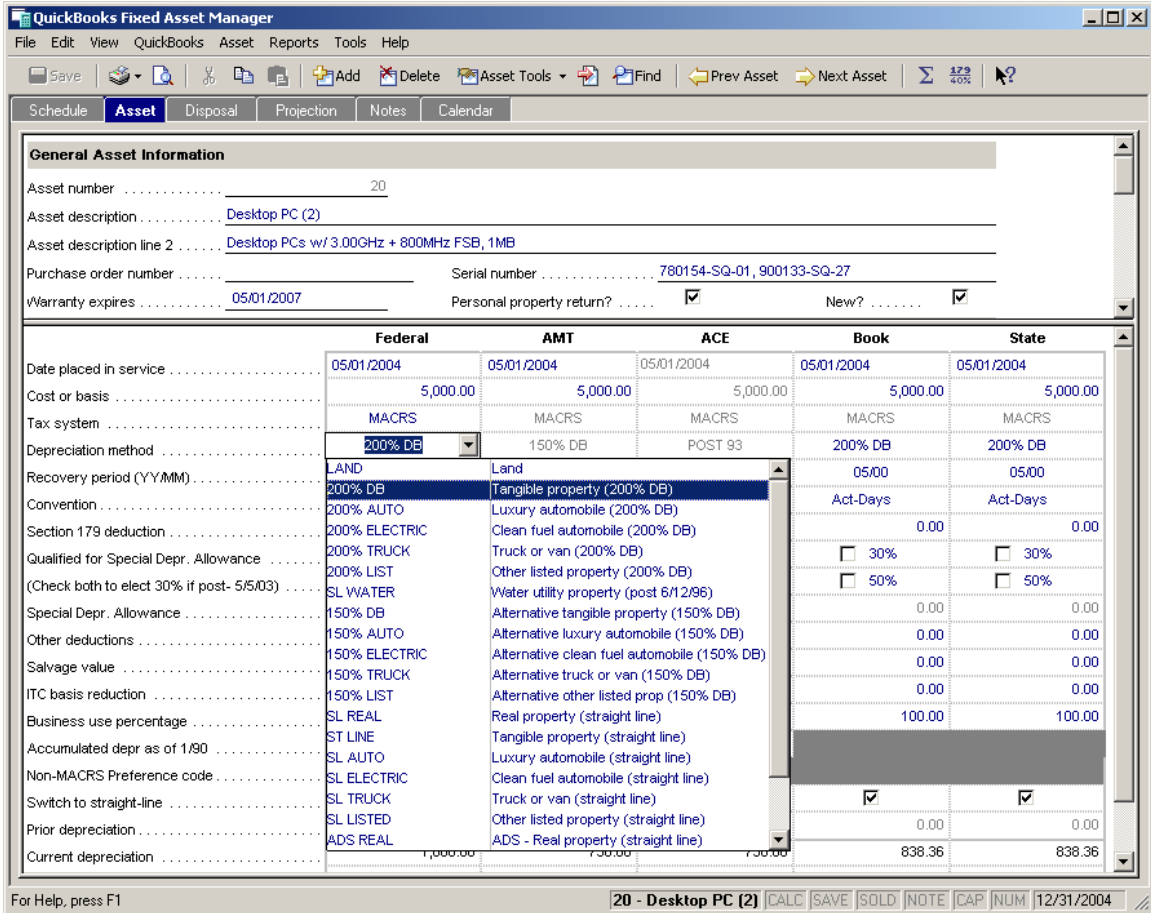 QuickBooks Fixed Asset Manager
File Edit View QuickBooks Asset Reports Tools Help
Save Add Delete Asset Tools Find Prev Asset Next Asset Σ 179 40%
Schedule Asset Disposal Projection Notes Calendar
General Asset Information
Asset number . . . . . . . . . . . . . 20
Asset description . . . . . . . . . . . Desktop PC (2)
Asset description line 2 . . . . . . Desktop PCs w/ 3.00GHz + 800MHz FSB, 1MB
Purchase order number . . . . . . Serial number . . . . . . . . . . . . . . 780154-SQ-01, 900133-SQ-27
Warranty expires . . . . . . . . . . . 05/01/2007 Personal property return? . . . . . New? . . . . . . .
Federal AMT ACE Book State
Date placed in service . . . . . . . . . . . . . . . . . . . . 05/01/2004 05/01/2004 05/01/2004 05/01/2004 05/01/2004
Cost or basis . . . . . . . . . . . . . . . . . . . . . . . . . . . 5,000.00 5,000.00 5,000.00 5,000.00 5,000.00
Tax system . . . . . . . . . . . . . . . . . . . . . . . . . . . . MACRS MACRS MACRS MACRS MACRS
Depreciation method . . . . . . . . . . . . . . . . . . . . . 200% DB 150% DB POST 93 200% DB 200% DB
Recovery period (YY/MM) . . . . . . . . . . . . . . . . . 05/00 05/00
Convention . . . . . . . . . . . . . . . . . . . . . . . . . . . . . Act-Days Act-Days
Section 179 deduction . . . . . . . . . . . . . . . . . . . . 0.00 0.00
Qualified for Special Depr. Allowance . . . . . . . 30% 30%
(Check both to elect 30% if post- 5/5/03) . . . . . 50% 50%
Special Depr. Allowance . . . . . . . . . . . . . . . . . . 0.00 0.00
Other deductions . . . . . . . . . . . . . . . . . . . . . . . . 0.00 0.00
Salvage value . . . . . . . . . . . . . . . . . . . . . . . . . . 0.00 0.00
ITC basis reduction . . . . . . . . . . . . . . . . . . . . . . 0.00 0.00
Business use percentage . . . . . . . . . . . . . . . . . 100.00 100.00
Accumulated depr as of 1/90 . . . . . . . . . . . . . .
Non-MACRS Preference code . . . . . . . . . . . . . .
Switch to straight-line . . . . . . . . . . . . . . . . . . . .
Prior depreciation . . . . . . . . . . . . . . . . . . . . . . . . 0.00 0.00
Current depreciation . . . . . . . . . . . . . . . . . . . . . 1,000.00 750.00 750.00 838.36 838.36
LAND Land
200% DB Tangible property (200% DB)
200% AUTO Luxury automobile (200% DB)
200% ELECTRIC Clean fuel automobile (200% DB)
200% TRUCK Truck or van (200% DB)
200% LIST Other listed property (200% DB)
SL WATER Water utility property (post 6/12/96)
150% DB Alternative tangible property (150% DB)
150% AUTO Alternative luxury automobile (150% DB)
150% ELECTRIC Alternative clean fuel automobile (150% DB)
150% TRUCK Alternative truck or van (150% DB)
150% LIST Alternative other listed prop (150% DB)
SL REAL Real property (straight line)
ST LINE Tangible property (straight line)
SL AUTO Luxury automobile (straight line)
SL ELECTRIC Clean fuel automobile (straight line)
SL TRUCK Truck or van (straight line)
SL LISTED Other listed property (straight line)
ADS REAL ADS - Real property (straight line)
For Help, press F1 20 - Desktop PC (2) CALC SAVE SOLD NOTE CAP NUM 12/31/2004